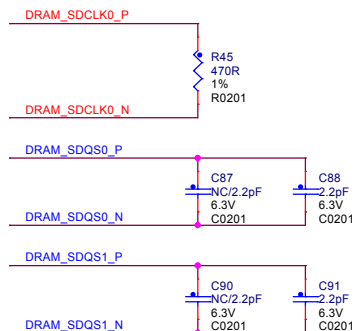 DRAM_SDCLK0_P
R45
470R
1%
R0201
DRAM_SDCLK0_N
DRAM_SDQS0_P
C87
NC/2.2pF
6.3V
C0201
C88
2.2pF
6.3V
C0201
DRAM_SDQS0_N
DRAM_SDQS1_P
C90
NC/2.2pF
6.3V
C0201
C91
2.2pF
6.3V
C0201
DRAM_SDQS1_N